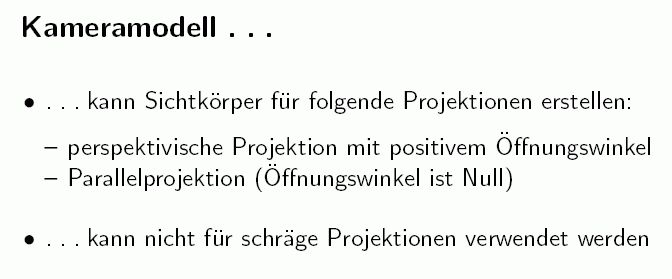 Kameramodell . . .
• . . . kann Sichtkörper für folgende Projektionen erstellen:
– perspektivische Projektion mit positivem Öffnungswinkel
– Parallelprojektion (Öffnungswinkel ist Null)
• . . . kann nicht für schräge Projektionen verwendet werden